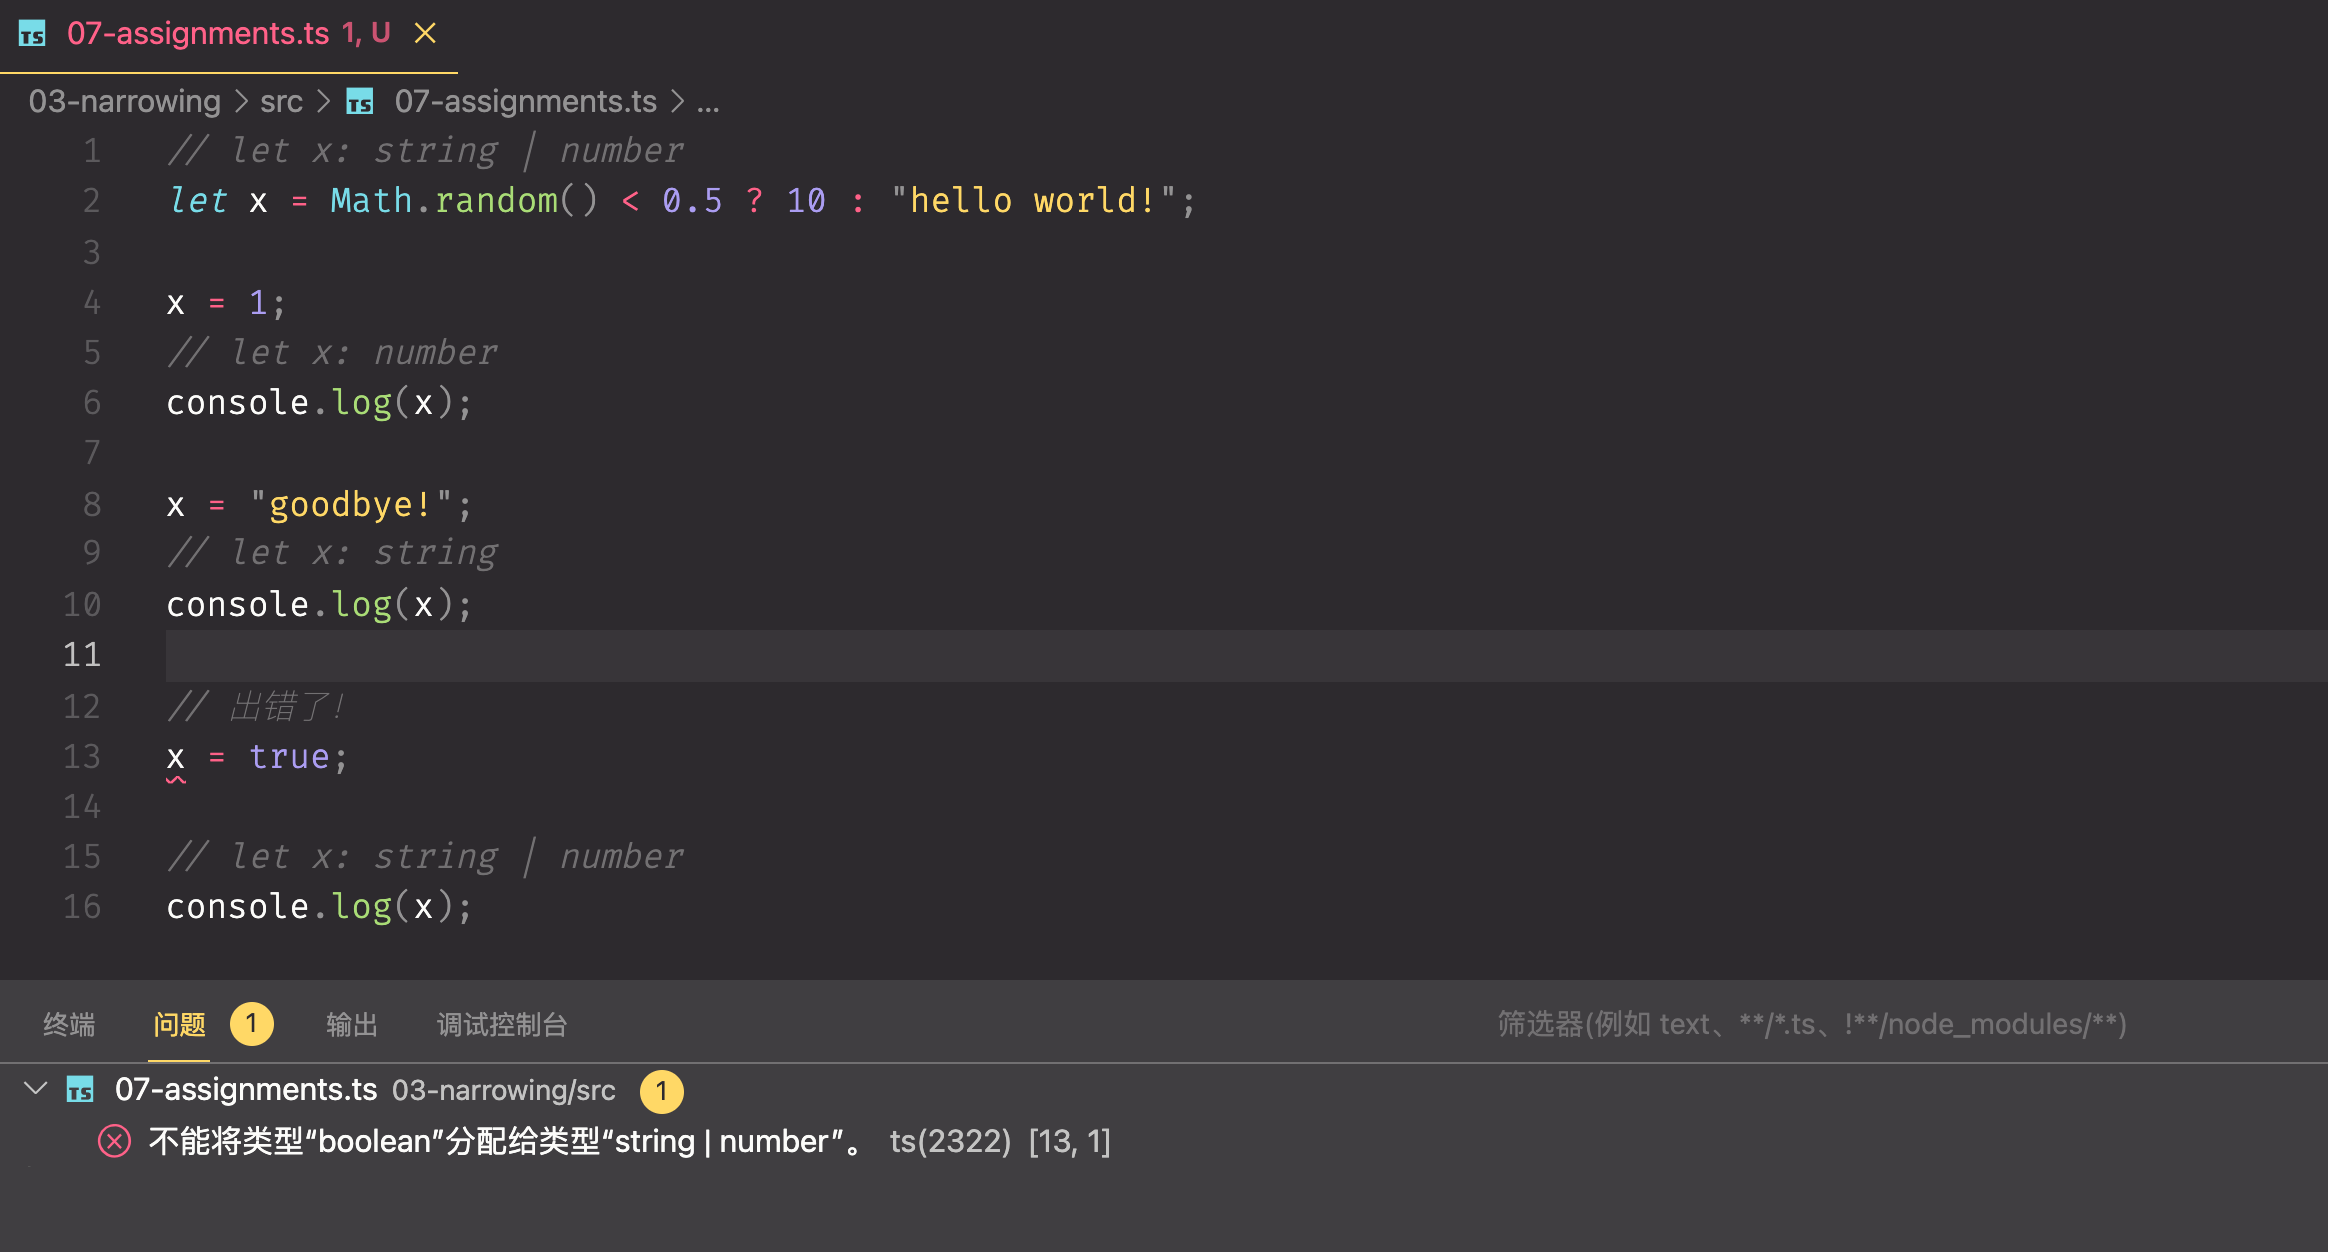 TS 07-assignments.ts 1, U
03-narrowing > src > TS 07-assignments.ts > ...
1 // let x: string | number
2 let x = Math.random() < 0.5 ? 10 : "hello world!";
3
4 x = 1;
5 // let x: number
6 console.log(x);
7
8 x = "goodbye!";
9 // let x: string
10 console.log(x);
11
12 // 出错了!
13 x = true;
14
15 // let x: string | number
16 console.log(x);
终端 问题 1 输出 调试控制台 筛选器(例如 text、**/*.ts、!**/node_modules/**)
TS 07-assignments.ts 03-narrowing/src 1
不能将类型“boolean”分配给类型“string | number”。 ts(2322) [13, 1]